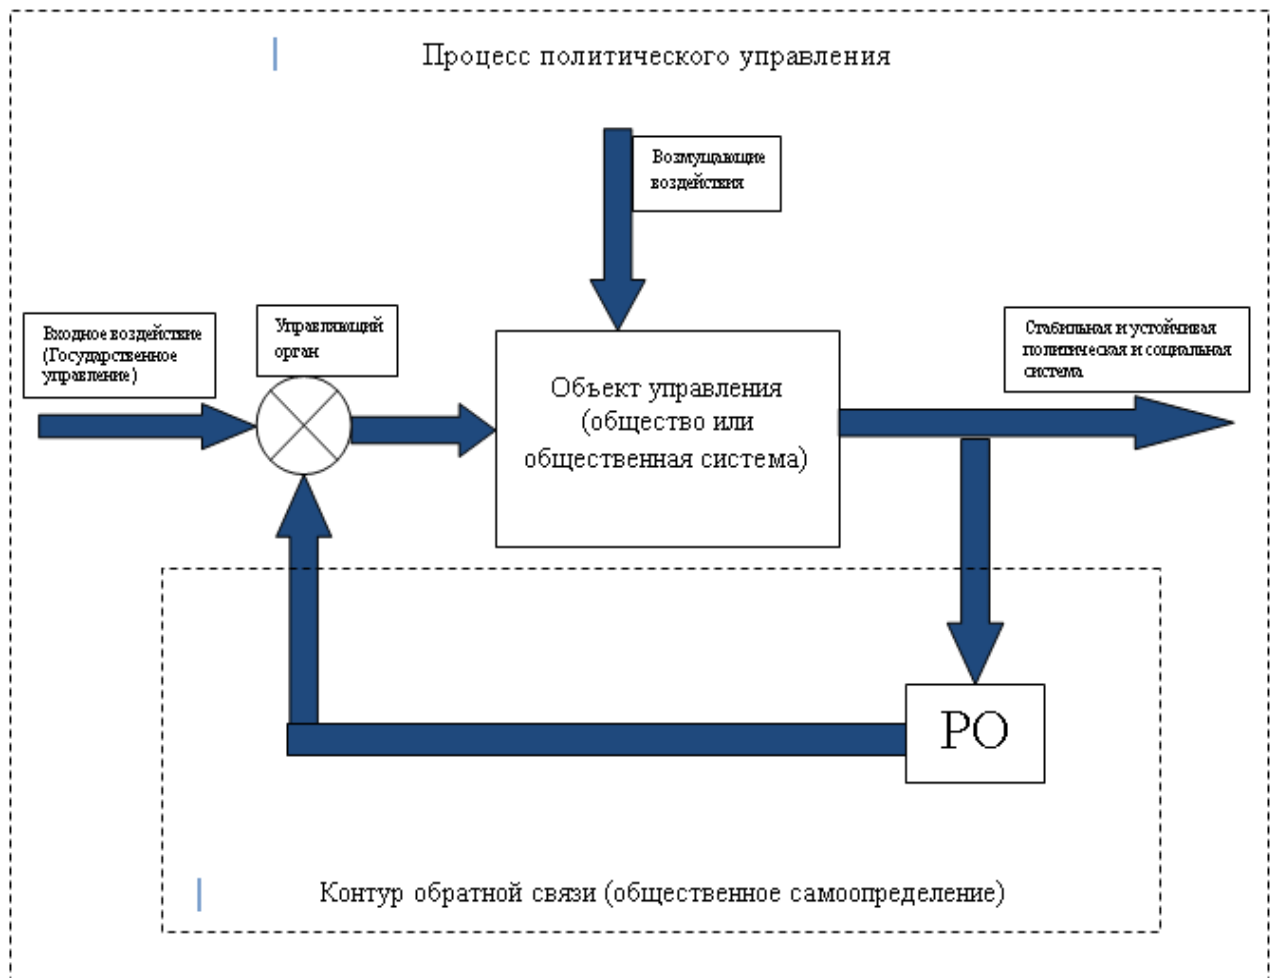 Процесс политического управления
Возмущающие
воздействия
Входное воздействие
(Государственное
управление)
Управляющий
орган
Объект управления
(общество или
общественная система)
Стабильная и устойчивая
политическая и социальная
система
РО
Контур обратной связи (общественное самоопределение)